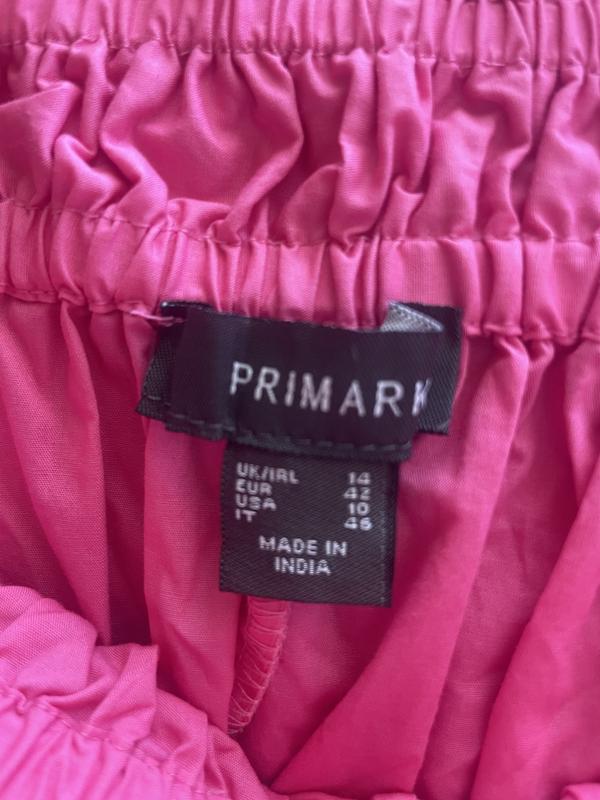 PRIMARK
UK/IRL 14
EUR 42
USA 10
IT 46
MADE IN
INDIA